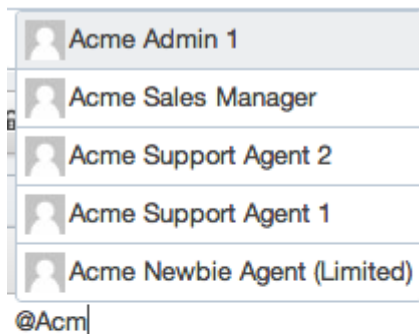 Acme Admin 1
Acme Sales Manager
Acme Support Agent 2
Acme Support Agent 1
Acme Newbie Agent (Limited)
@Acm